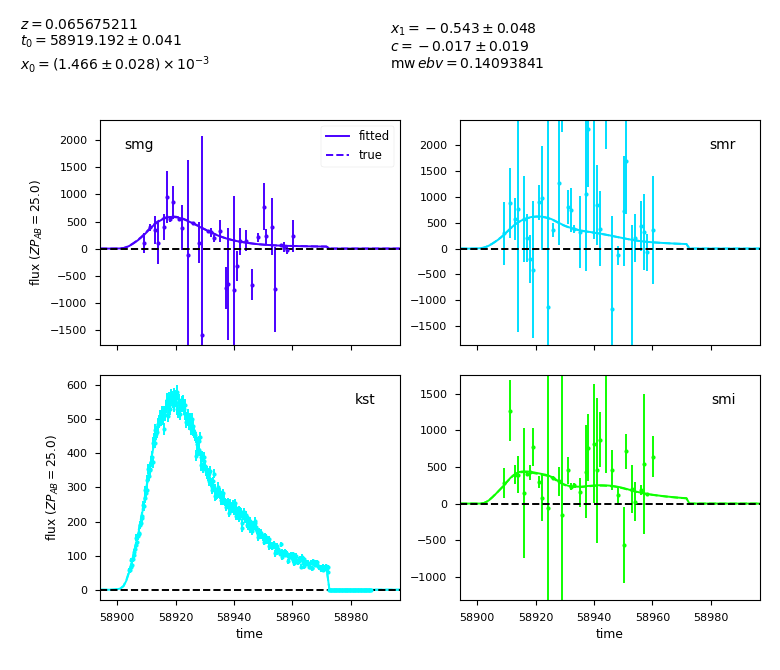 z = 0.065675211
t₀ = 58919.192 ± 0.041
x₀ = (1.466 ± 0.028) × 10⁻³
x₁ = −0.543 ± 0.048
c = −0.017 ± 0.019
mw ebv = 0.14093841
smg
fitted
true
2000
1500
1000
500
0
−500
−1000
−1500
flux (ZP_AB = 25.0)
smr
2000
1500
1000
500
0
−500
−1000
−1500
kst
600
500
400
300
200
100
0
flux (ZP_AB = 25.0)
58900 58920 58940 58960 58980
time
smi
1500
1000
500
0
−500
−1000
58900 58920 58940 58960 58980
time